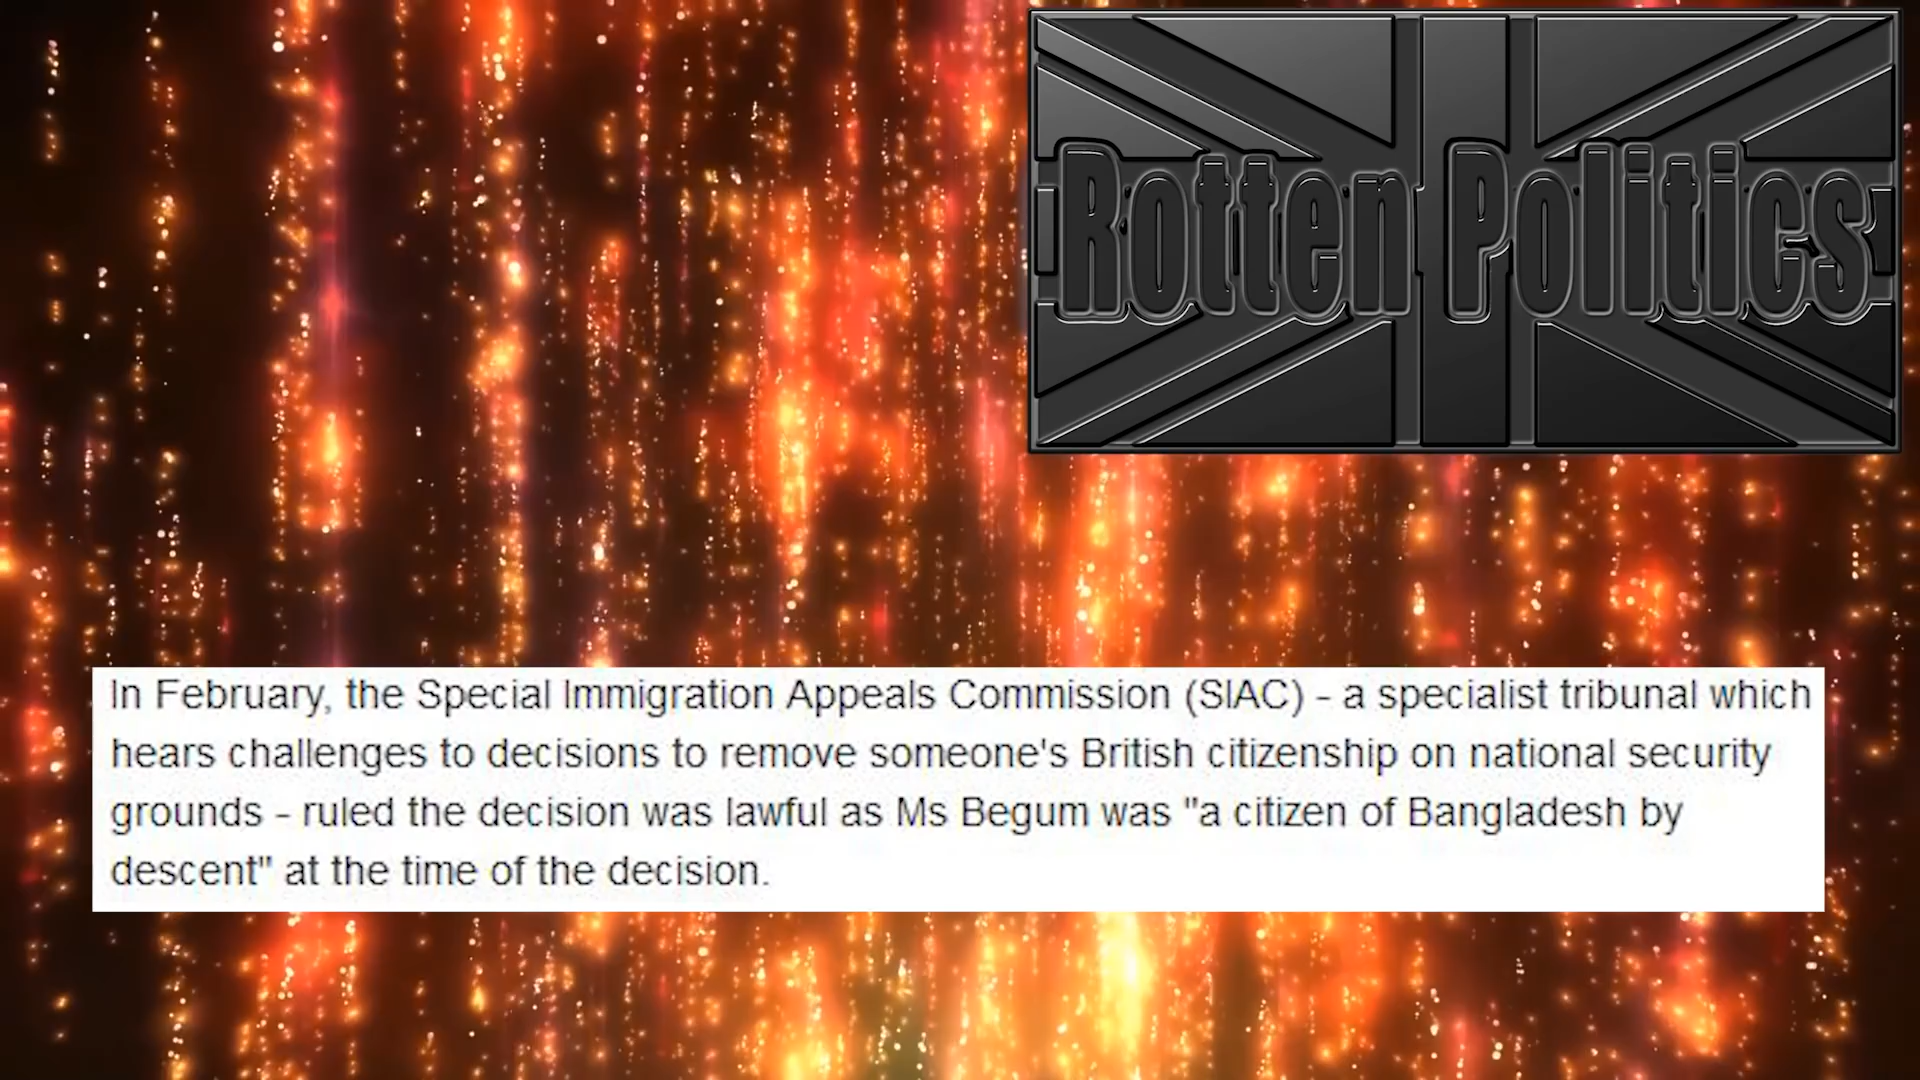 Rotten Politics
In February, the Special Immigration Appeals Commission (SIAC) - a specialist tribunal which
hears challenges to decisions to remove someone's British citizenship on national security
grounds - ruled the decision was lawful as Ms Begum was "a citizen of Bangladesh by
descent" at the time of the decision.